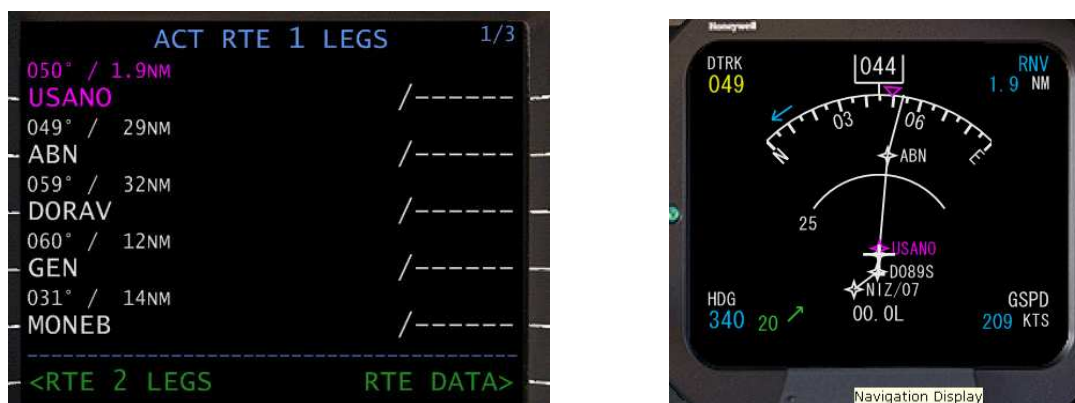 ACT RTE 1 LEGS 1/3
050° / 1.9NM
USANO /------
049° / 29NM
ABN /------
059° / 32NM
DORAV /------
060° / 12NM
GEN /------
031° / 14NM
MONEB /------
<RTE 2 LEGS RTE DATA>
Honeywell
DTRK 044 RNV
049 1.9 NM
03 06
N E
ABN
25
USANO
D089S
NIZ/07
HDG 00.0L GSPD
340 20 209 KTS
Navigation Display